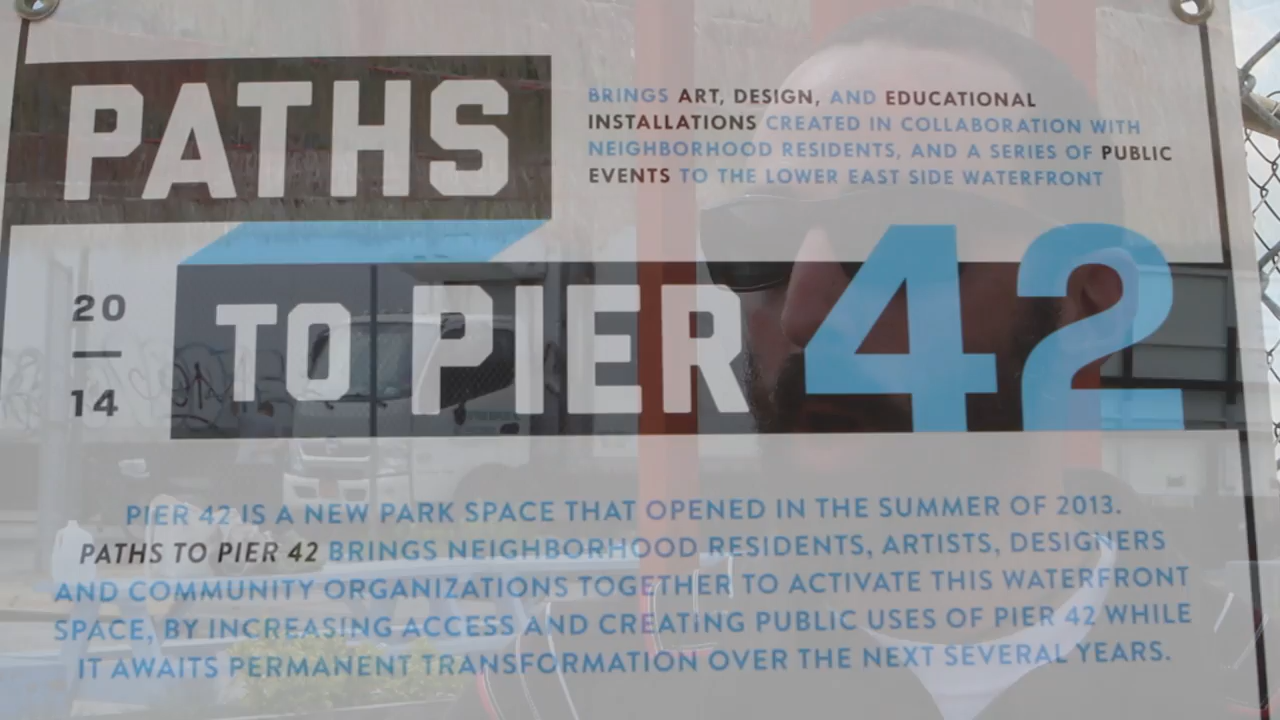 PATHS
BRINGS ART, DESIGN, AND EDUCATIONAL
INSTALLATIONS CREATED IN COLLABORATION WITH
NEIGHBORHOOD RESIDENTS, AND A SERIES OF PUBLIC
EVENTS TO THE LOWER EAST SIDE WATERFRONT
20
14
TO PIER 42
PIER 42 IS A NEW PARK SPACE THAT OPENED IN THE SUMMER OF 2013.
PATHS TO PIER 42 BRINGS NEIGHBORHOOD RESIDENTS, ARTISTS, DESIGNERS
AND COMMUNITY ORGANIZATIONS TOGETHER TO ACTIVATE THIS WATERFRONT
SPACE, BY INCREASING ACCESS AND CREATING PUBLIC USES OF PIER 42 WHILE
IT AWAITS PERMANENT TRANSFORMATION OVER THE NEXT SEVERAL YEARS.